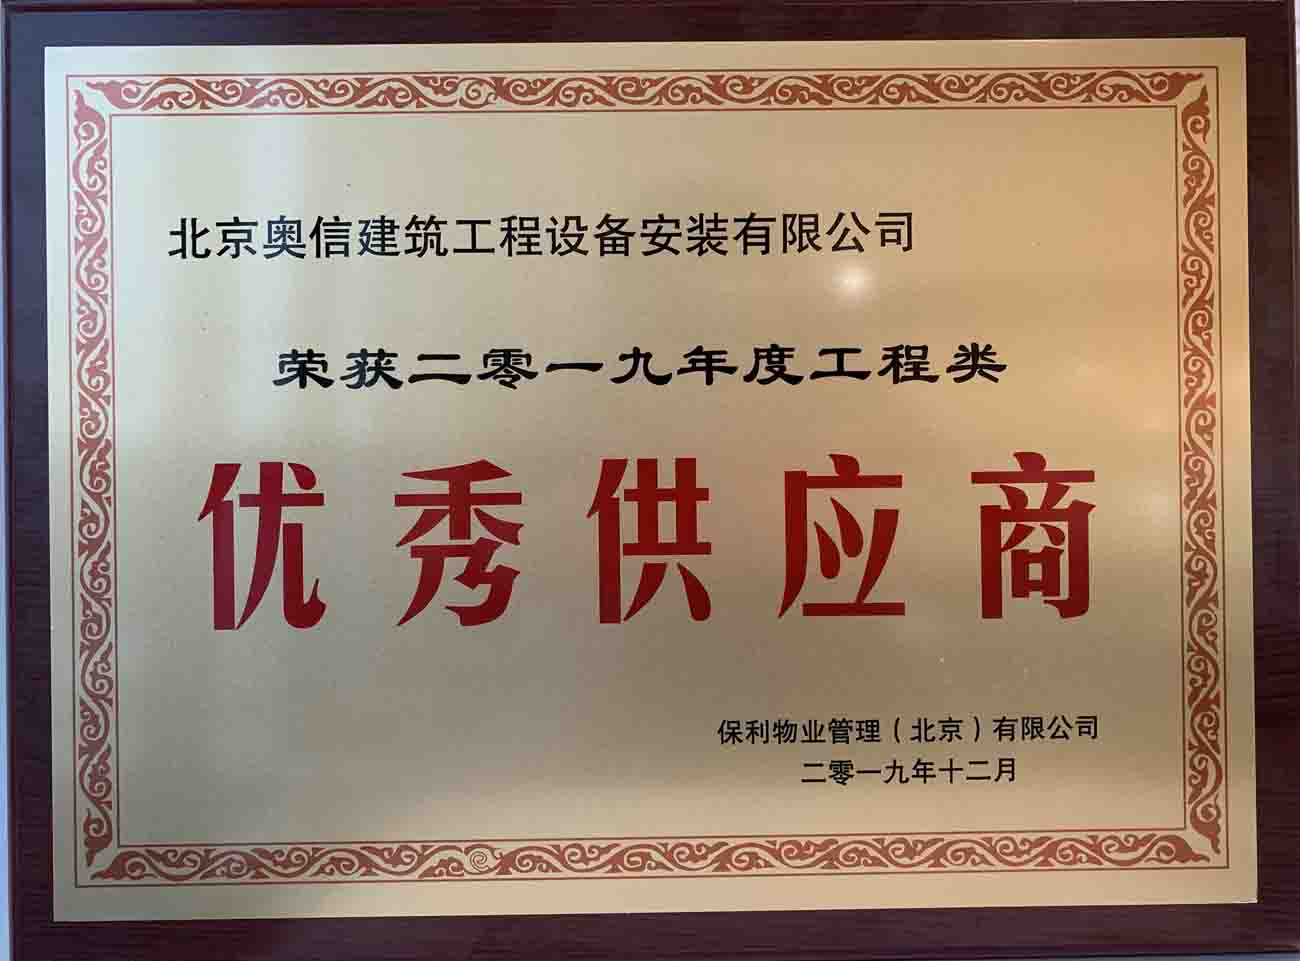 北京奥信建筑工程设备安装有限公司
荣获二零一九年度工程类
优秀供应商
保利物业管理（北京）有限公司
二零一九年十二月